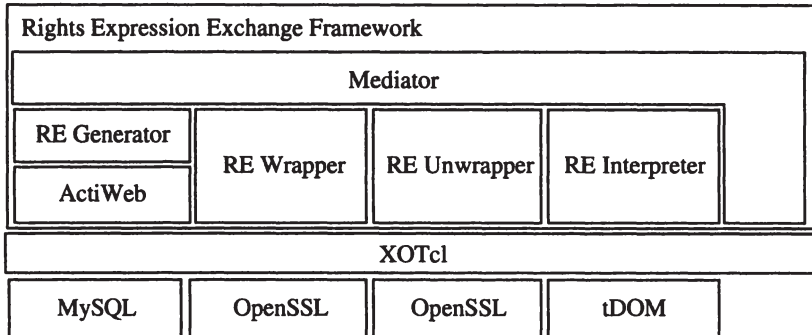 Rights Expression Exchange Framework
Mediator
RE Generator
RE Wrapper
RE Unwrapper
RE Interpreter
ActiWeb
XOTcl
MySQL
OpenSSL
OpenSSL
tDOM